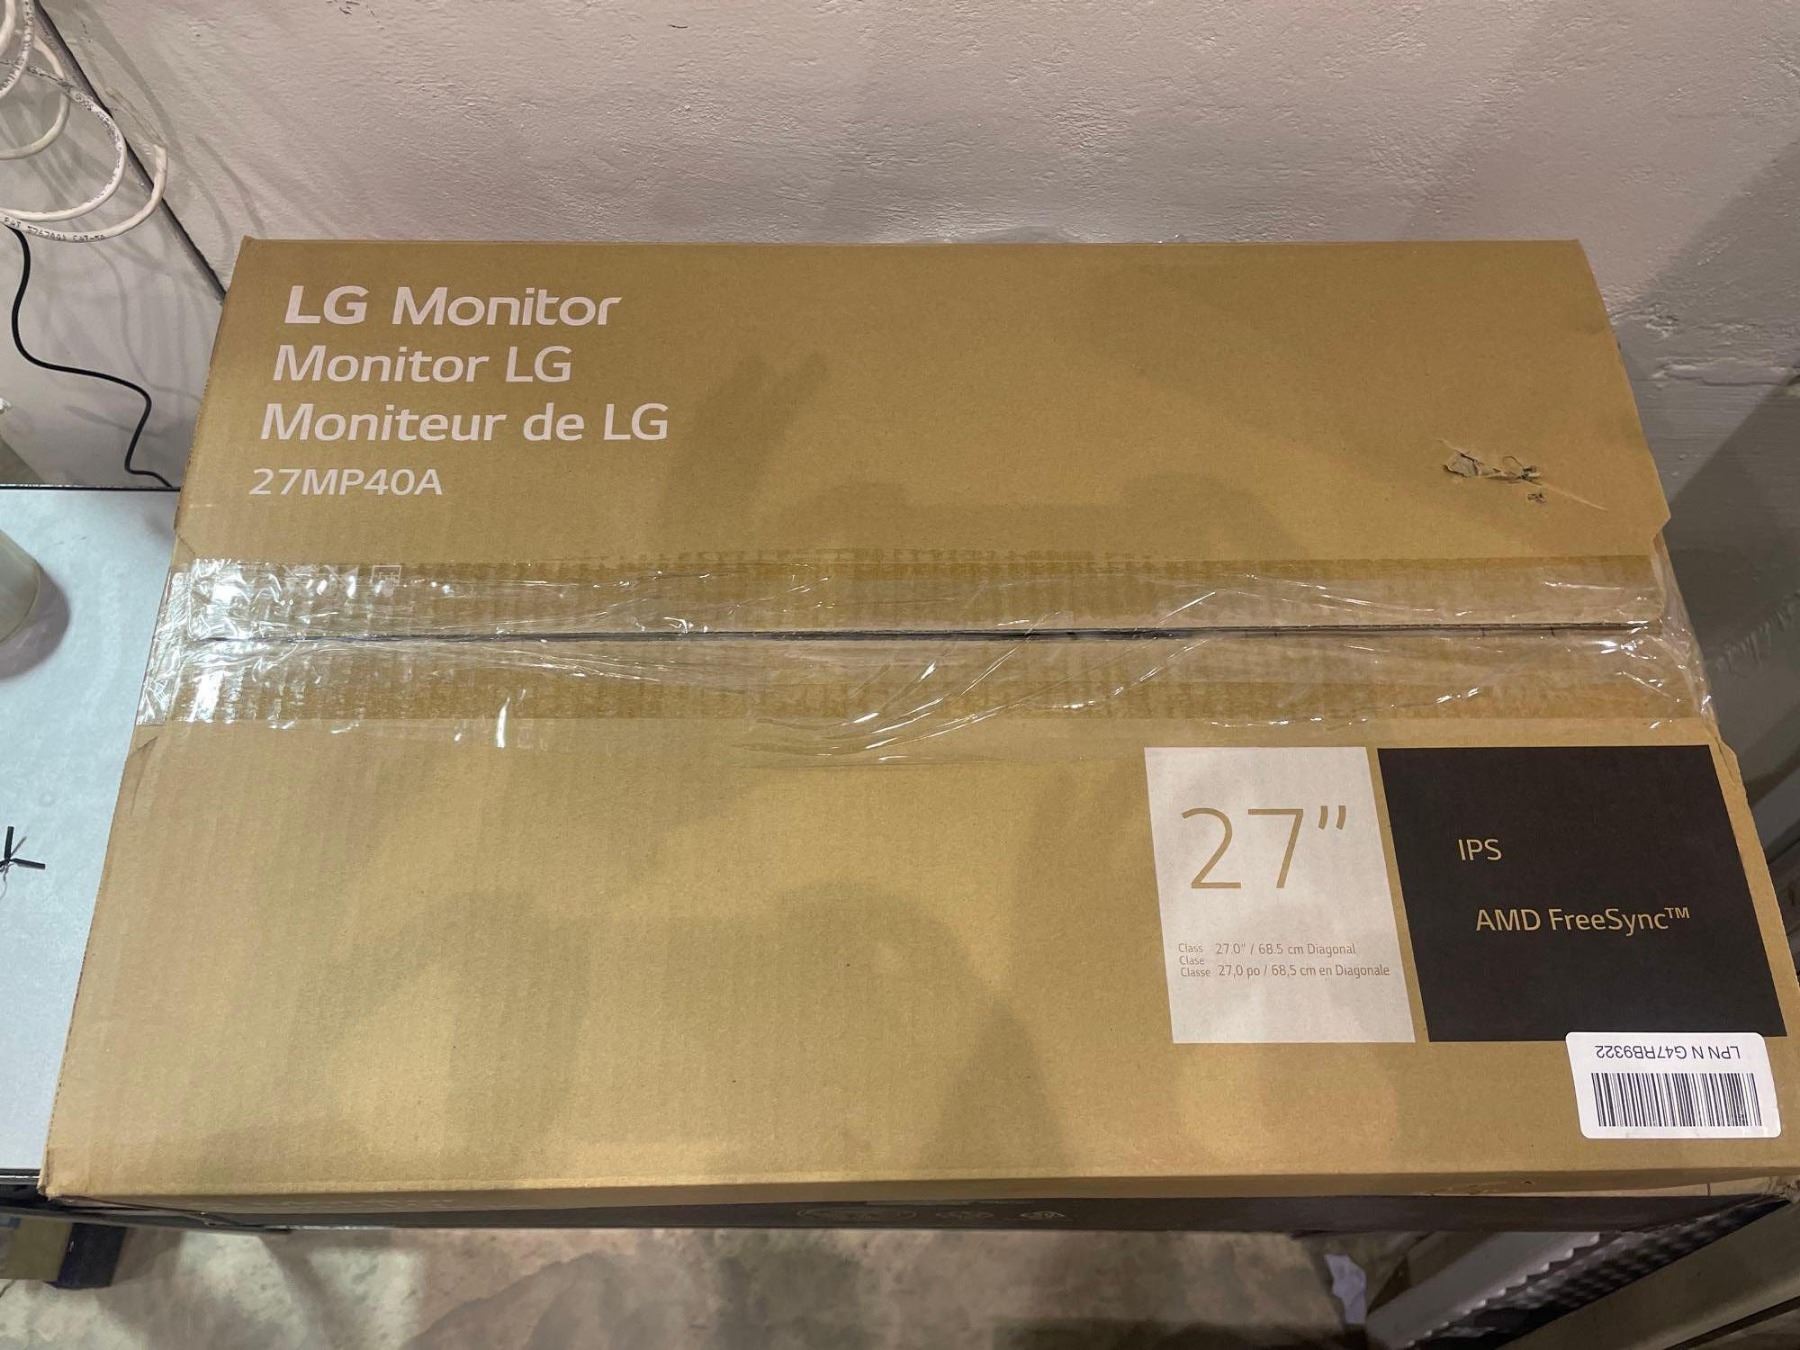 LG Monitor
Monitor LG
Moniteur de LG
27MP40A
27”
Class 27.0" / 68.5 cm Diagonal
Clase
Classe 27,0 po / 68,5 cm en Diagonale
IPS
AMD FreeSync™
LPN N G47RB9322